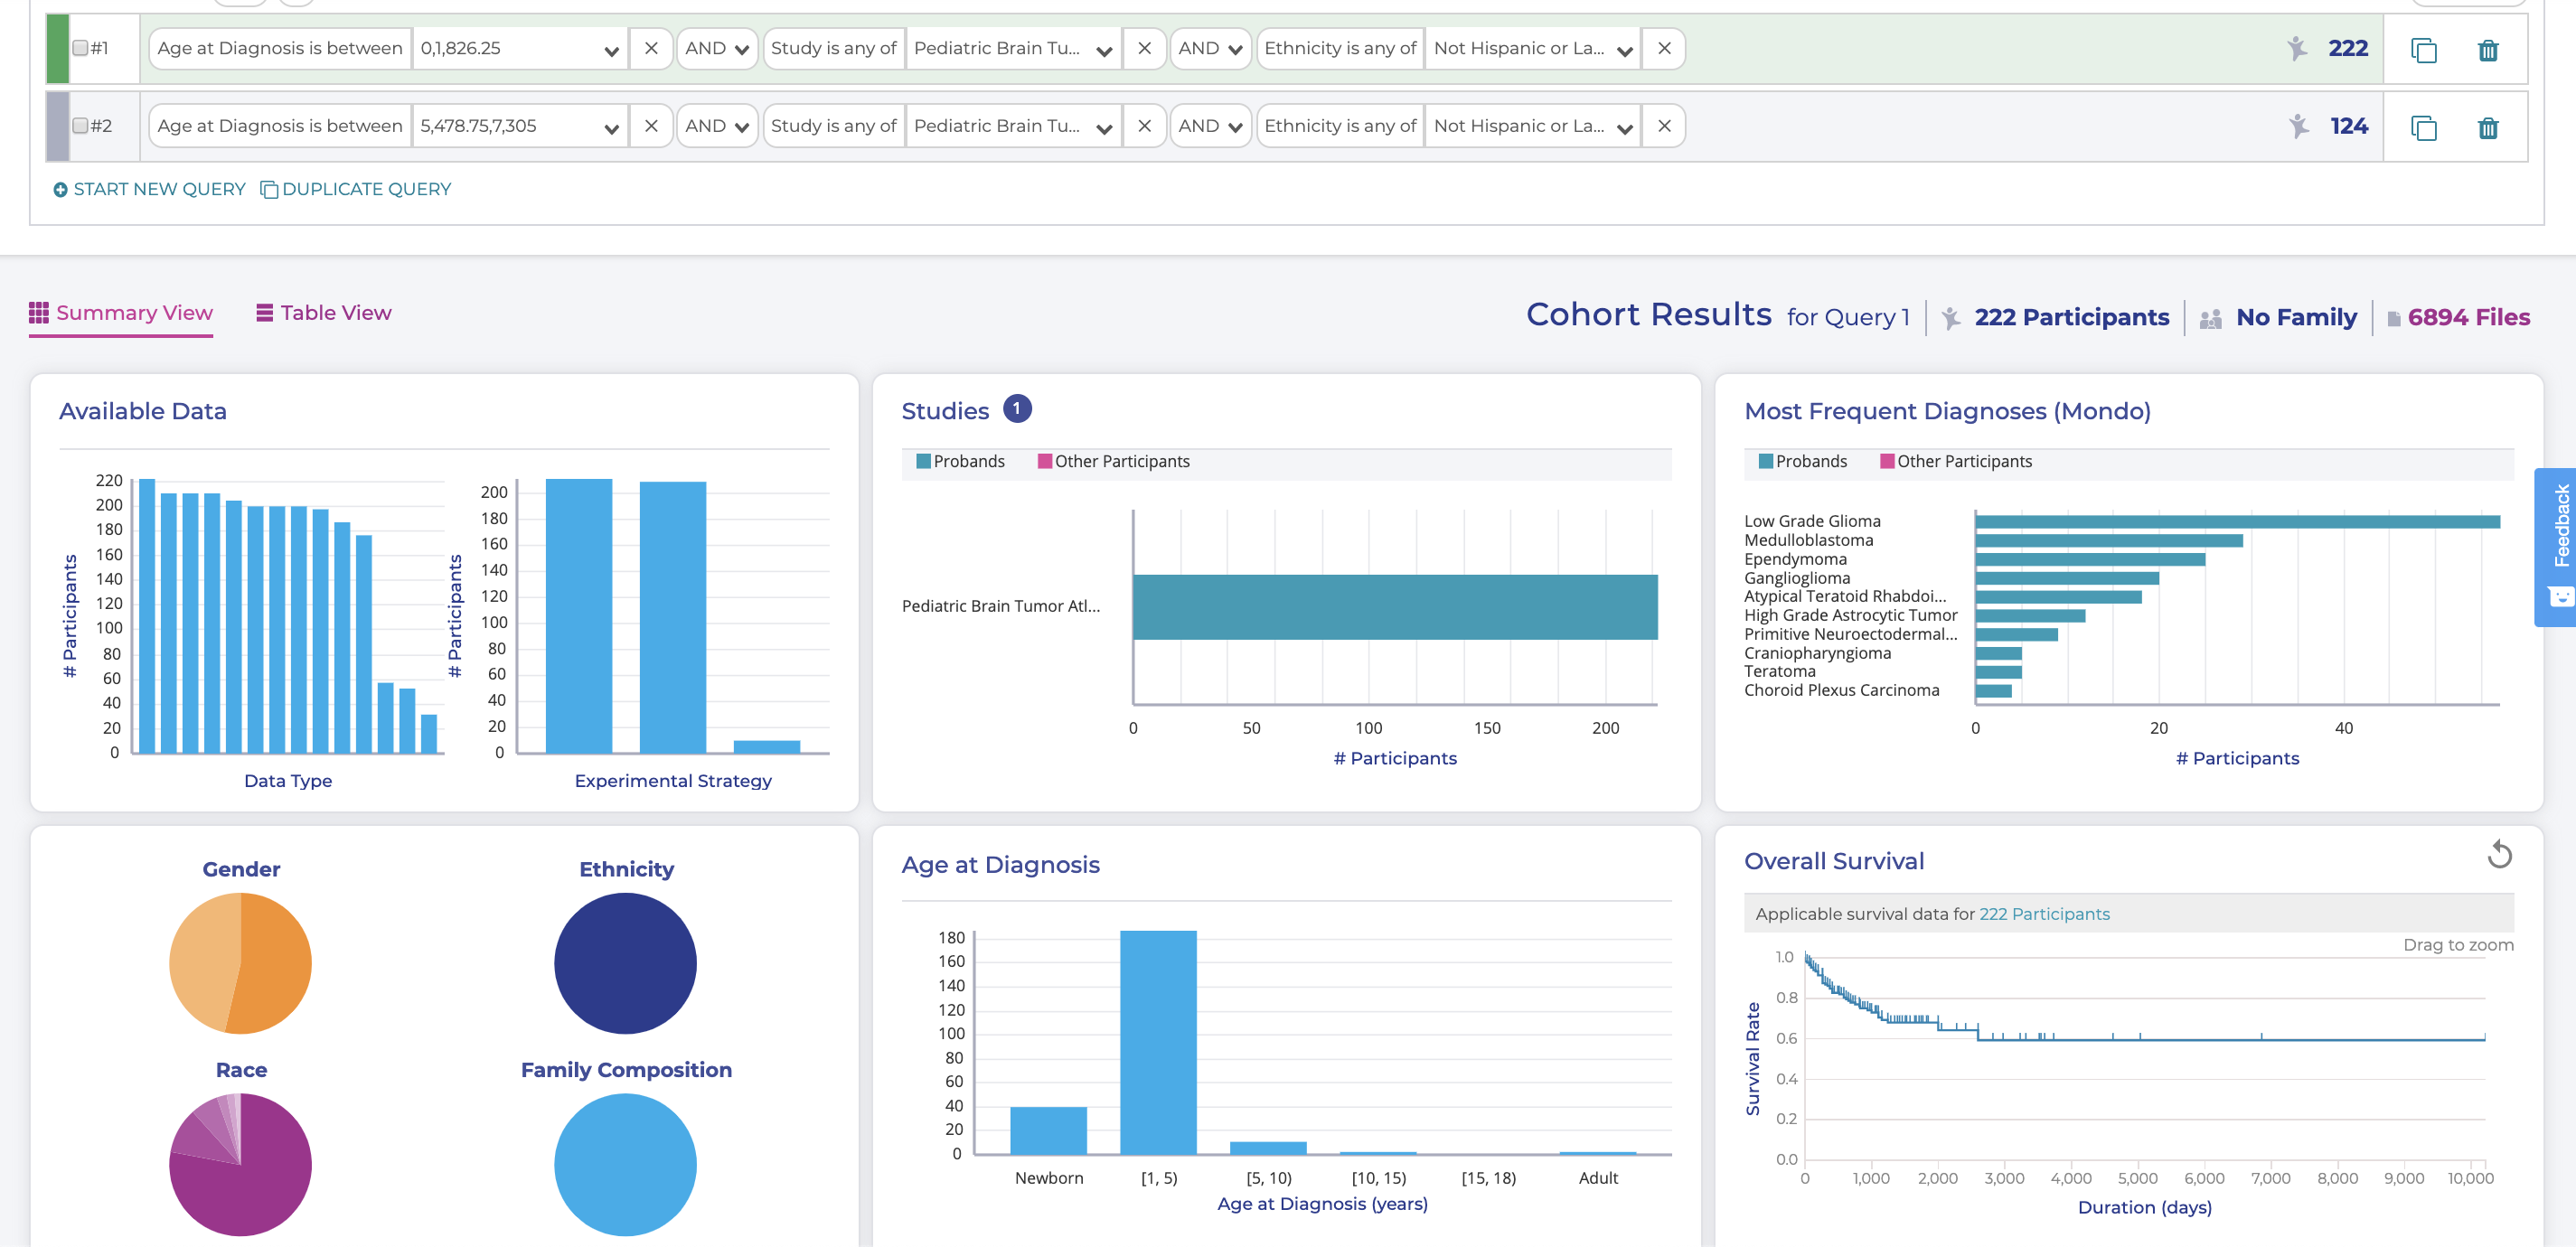 #1 Age at Diagnosis is between 0,1,826.25 AND Study is any of Pediatric Brain Tu... AND Ethnicity is any of Not Hispanic or La... 222
#2 Age at Diagnosis is between 5,478.75,7,305 AND Study is any of Pediatric Brain Tu... AND Ethnicity is any of Not Hispanic or La... 124
START NEW QUERY DUPLICATE QUERY
Summary View Table View
Cohort Results for Query 1 222 Participants No Family 6894 Files
Available Data
# Participants
220
200
180
160
140
120
100
80
60
40
20
0
Data Type
# Participants
200
180
160
140
120
100
80
60
40
20
0
Experimental Strategy
Studies 1
Probands Other Participants
Pediatric Brain Tumor Atl...
0 50 100 150 200
# Participants
Most Frequent Diagnoses (Mondo)
Probands Other Participants
Low Grade Glioma
Medulloblastoma
Ependymoma
Ganglioglioma
Atypical Teratoid Rhabdoi...
High Grade Astrocytic Tumor
Primitive Neuroectodermal...
Craniopharyngioma
Teratoma
Choroid Plexus Carcinoma
0 20 40
# Participants
Feedback
Gender
Ethnicity
Race
Family Composition
Age at Diagnosis
180
160
140
120
100
80
60
40
20
0
Newborn [1, 5) [5, 10) [10, 15) [15, 18) Adult
Age at Diagnosis (years)
Overall Survival
Applicable survival data for 222 Participants
Drag to zoom
Survival Rate
1.0
0.8
0.6
0.4
0.2
0.0
0 1,000 2,000 3,000 4,000 5,000 6,000 7,000 8,000 9,000 10,000
Duration (days)